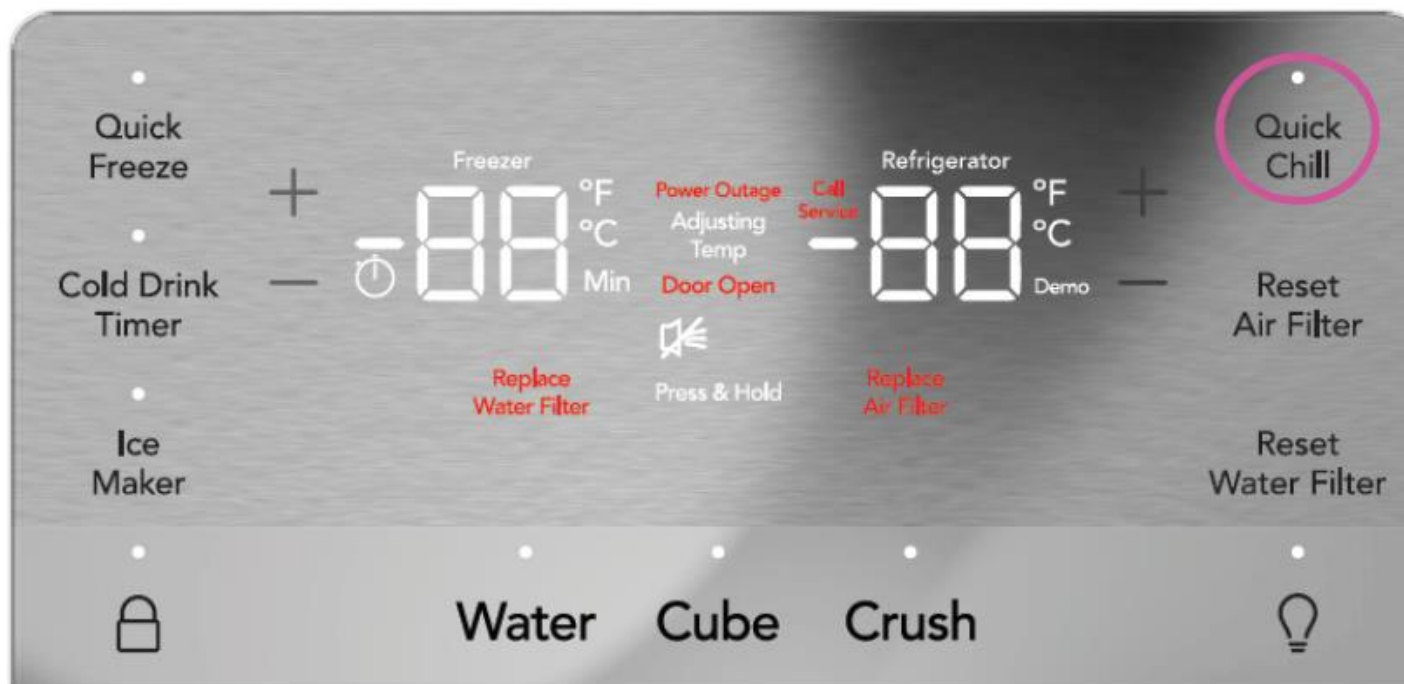 Quick
Freeze
Cold Drink
Timer
Ice
Maker
Freezer
-88
°F
°C
Min
Power Outage
Adjusting
Temp
Door Open
Press & Hold
Replace
Water Filter
Call
Service
Refrigerator
-88
°F
°C
Demo
Replace
Air Filter
Quick
Chill
Reset
Air Filter
Reset
Water Filter
Water
Cube
Crush